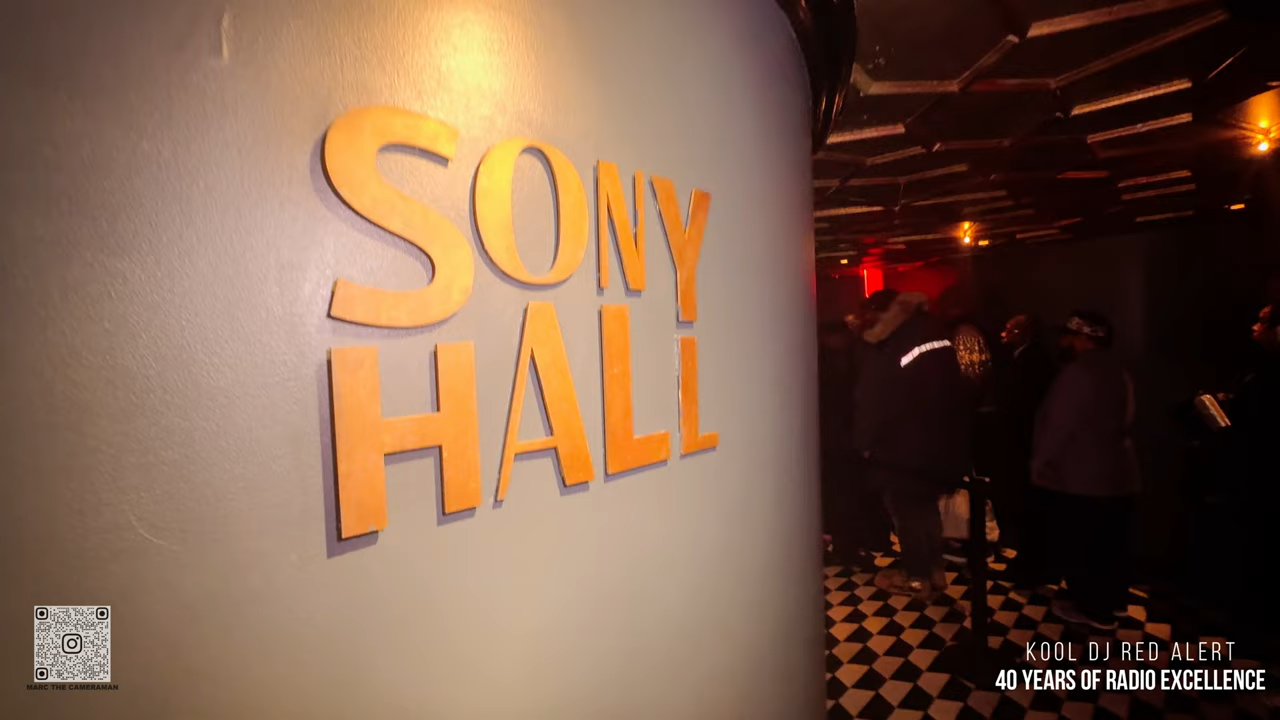 SONY
HALL
MARC THE CAMERAMAN
KOOL DJ RED ALERT
40 YEARS OF RADIO EXCELLENCE